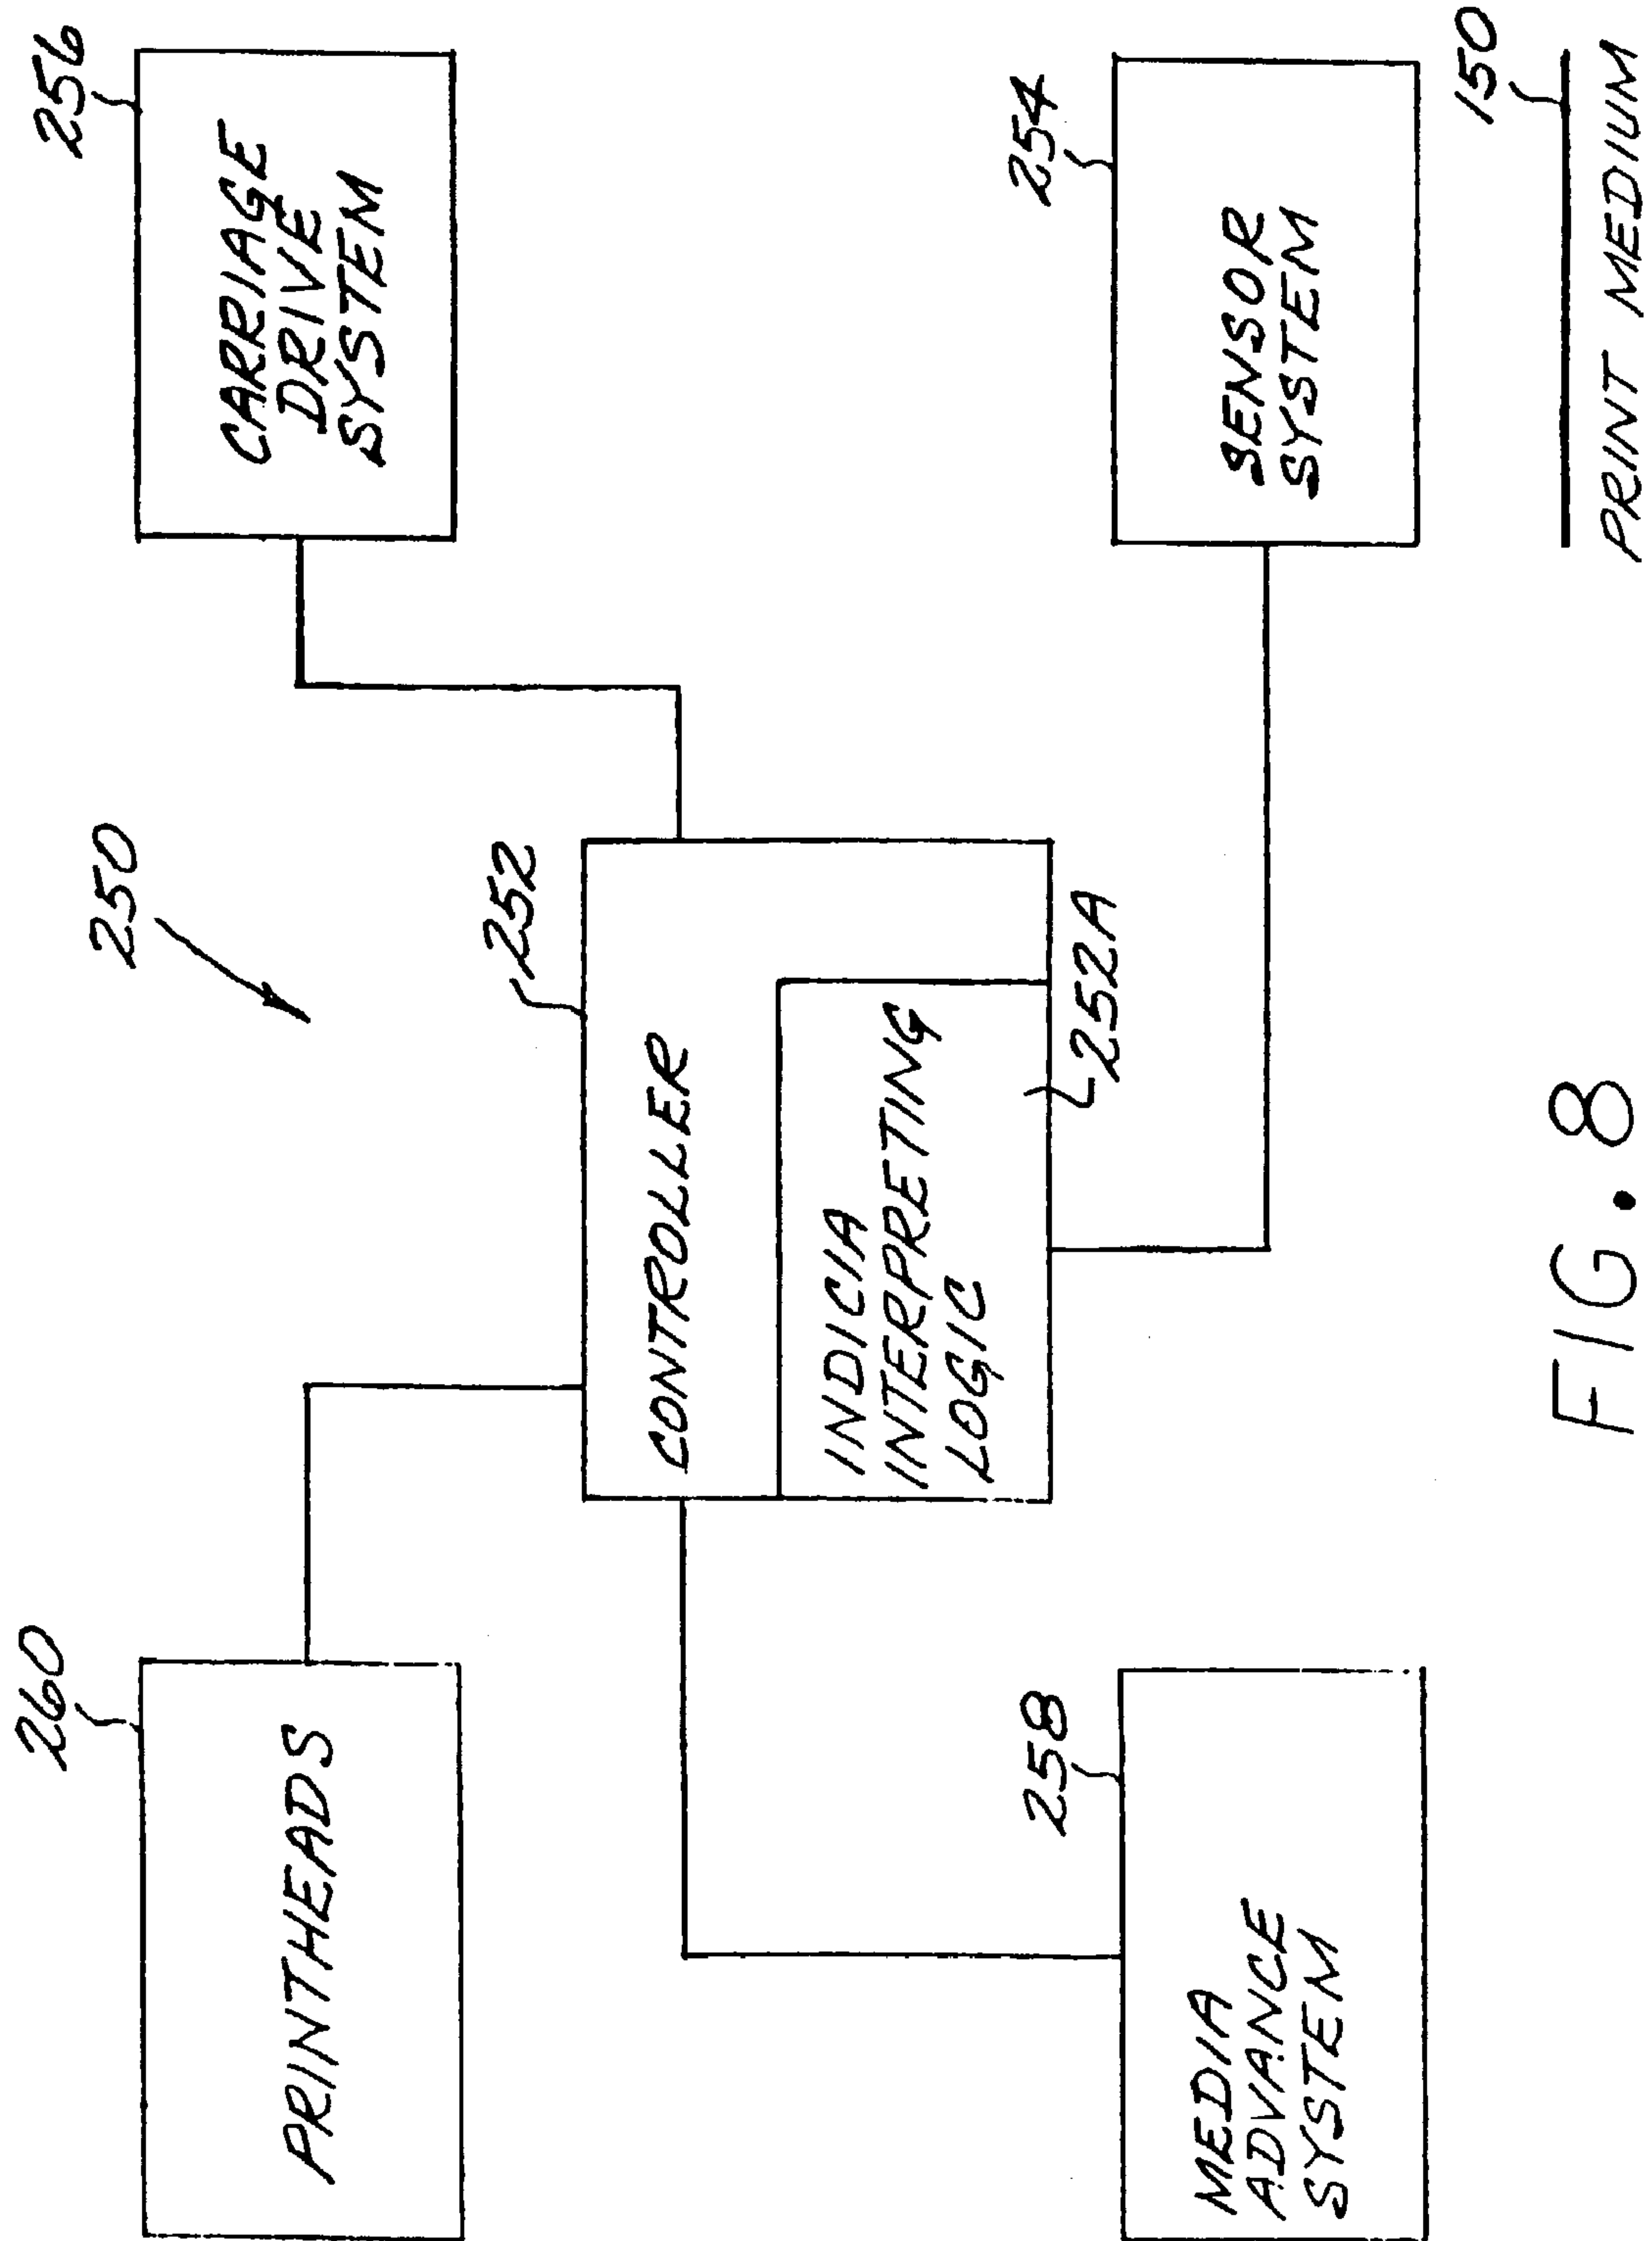 250
260
PRINTHEADS
256
CARRIAGE
DRIVE
SYSTEM
252
CONTROLLER
INDICIA
INTERPRETING
LOGIC
252A
258
MEDIA
ADVANCE
SYSTEM
254
SENSOR
SYSTEM
150
PRINT MEDIUM
FIG. 8